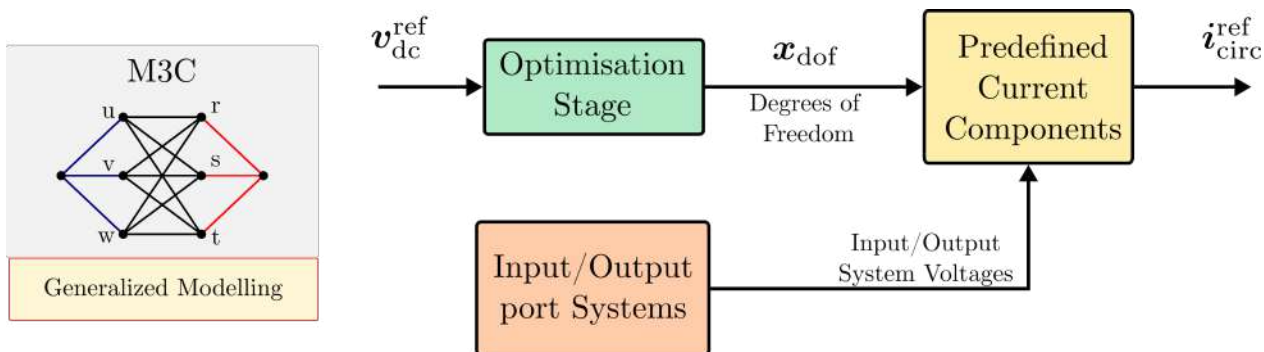 M3C
u
r
v
s
w
t
Generalized Modelling
v_dc^ref
Optimisation
Stage
x_dof
Degrees of
Freedom
Predefined
Current
Components
i_circ^ref
Input/Output
port Systems
Input/Output
System Voltages